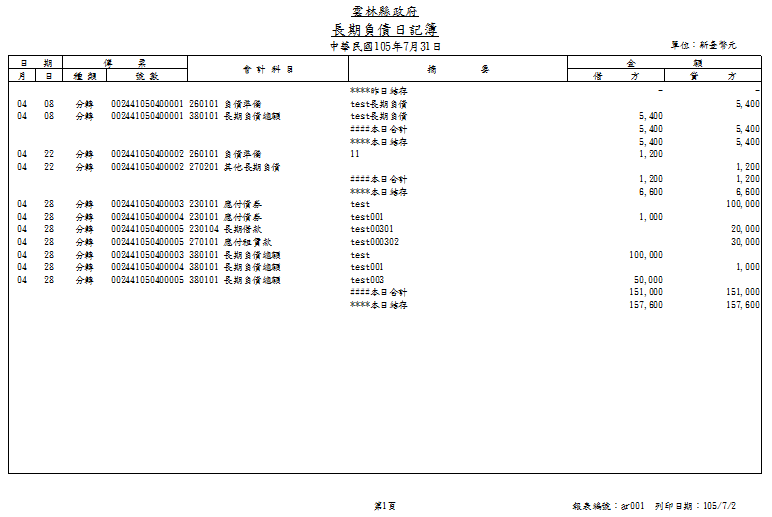 雲林縣政府
長期負債日記簿
中華民國105年7月31日
單位：新臺幣元
日 期 傳 票 會計科目 摘 要 金 額
月 日 種類 號數 借 方 貸 方
****昨日結存 - -
04 08 分轉 002441050400001 260101 負債準備 test長期負債 5,400
04 08 分轉 002441050400001 380101 長期負債總額 test長期負債 5,400
####本日合計 5,400 5,400
****本日結存 5,400 5,400
04 22 分轉 002441050400002 260101 負債準備 11 1,200
04 22 分轉 002441050400002 270201 其他長期負債 1,200
####本日合計 1,200 1,200
****本日結存 6,600 6,600
04 28 分轉 002441050400003 230101 應付債券 test 100,000
04 28 分轉 002441050400004 230101 應付債券 test001 1,000
04 28 分轉 002441050400005 230104 長期借款 test00301 20,000
04 28 分轉 002441050400005 270101 應付租賃款 test000302 30,000
04 28 分轉 002441050400003 380101 長期負債總額 test 100,000
04 28 分轉 002441050400004 380101 長期負債總額 test001 1,000
04 28 分轉 002441050400005 380101 長期負債總額 test003 50,000
####本日合計 151,000 151,000
****本日結存 157,600 157,600
第1頁 報表編號：ar001 列印日期：105/7/2